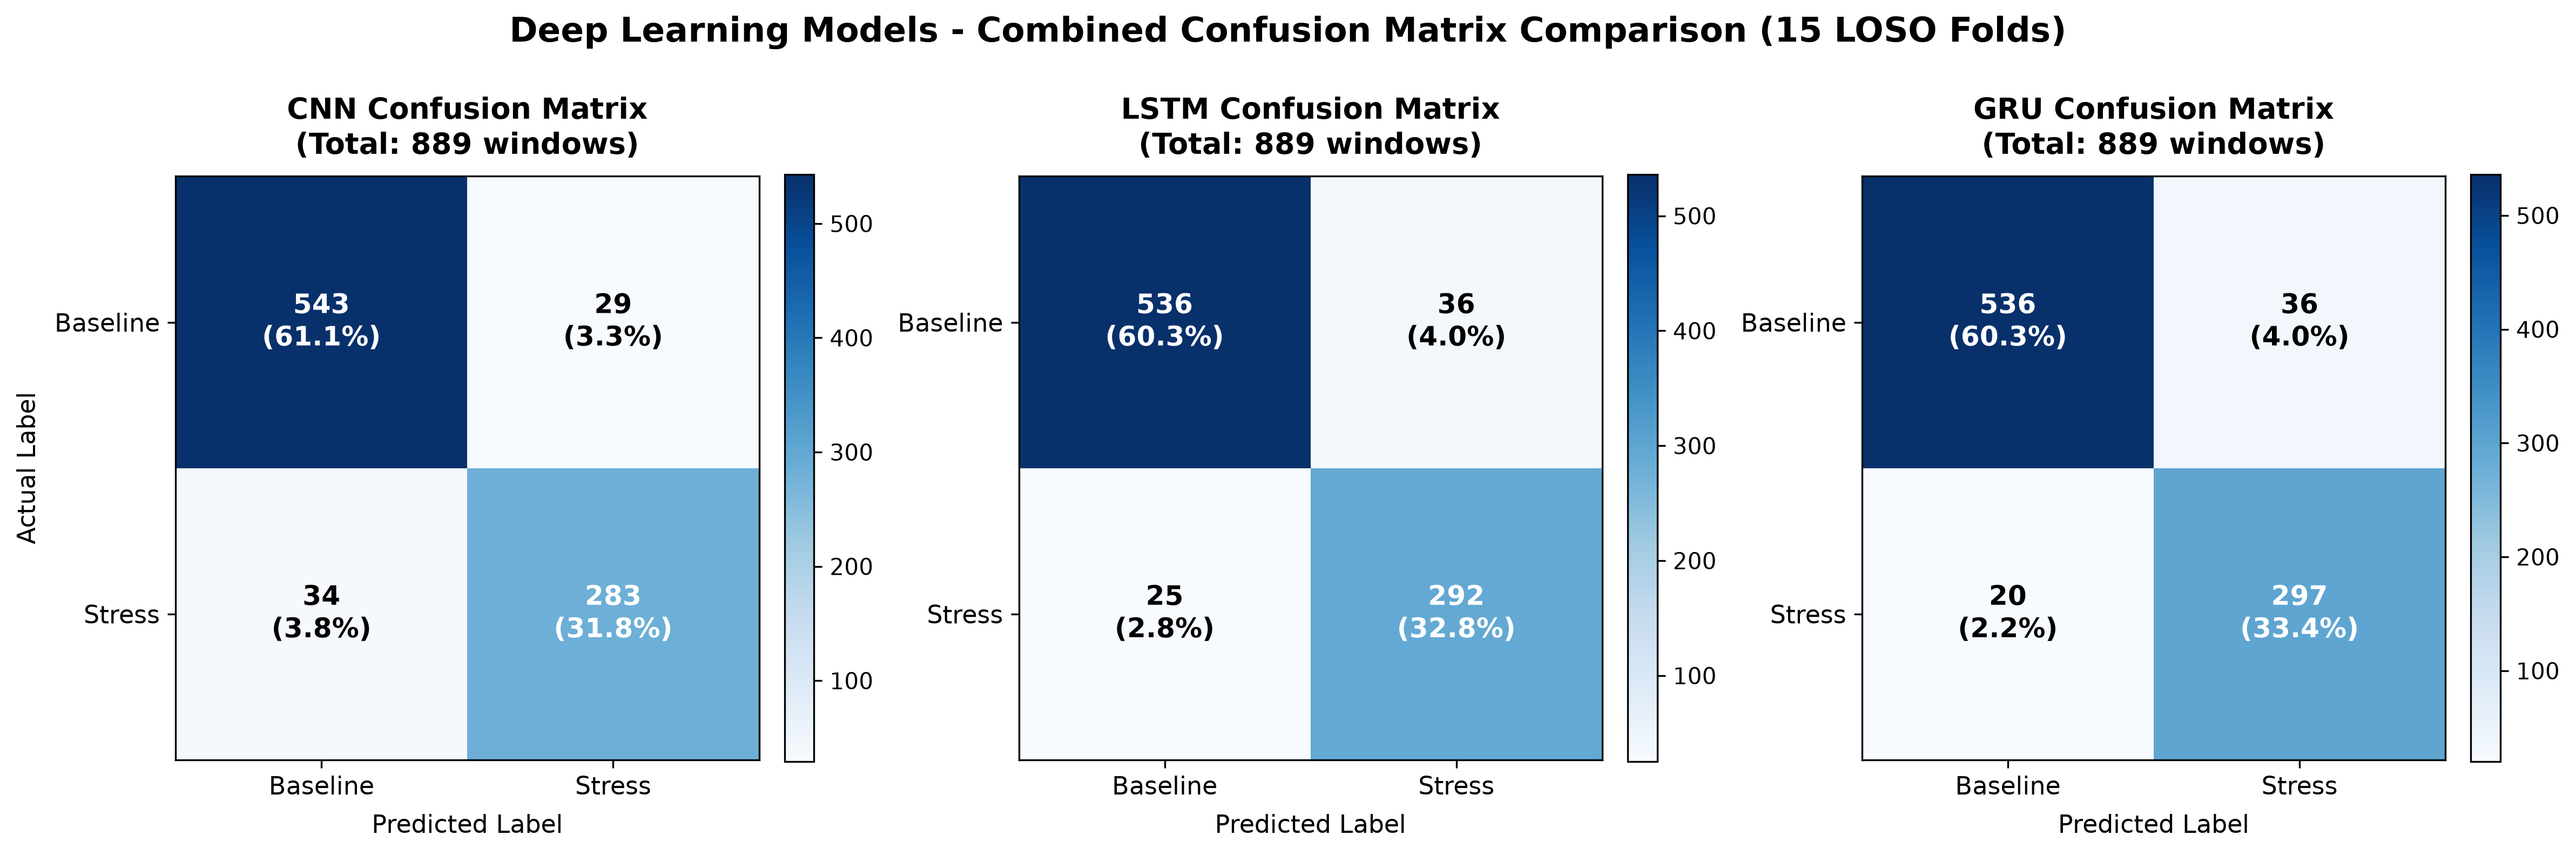 Deep Learning Models - Combined Confusion Matrix Comparison (15 LOSO Folds)
CNN Confusion Matrix
(Total: 889 windows)
Actual Label
Baseline
Stress
543
(61.1%)
29
(3.3%)
34
(3.8%)
283
(31.8%)
Baseline
Stress
Predicted Label
500
400
300
200
100
LSTM Confusion Matrix
(Total: 889 windows)
Baseline
Stress
536
(60.3%)
36
(4.0%)
25
(2.8%)
292
(32.8%)
Baseline
Stress
Predicted Label
500
400
300
200
100
GRU Confusion Matrix
(Total: 889 windows)
Baseline
Stress
536
(60.3%)
36
(4.0%)
20
(2.2%)
297
(33.4%)
Baseline
Stress
Predicted Label
500
400
300
200
100